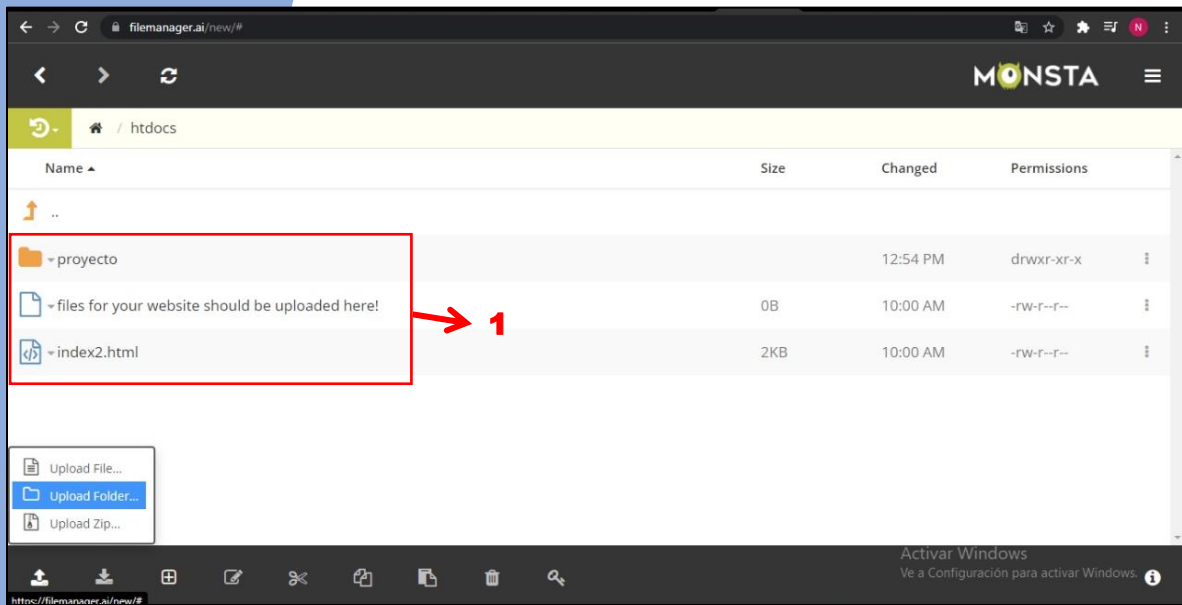 filemanager.ai/new/#
N
MONSTA
/ htdocs
Name Size Changed Permissions
..
proyecto 12:54 PM drwxr-xr-x
files for your website should be uploaded here! 0B 10:00 AM -rw-r--r--
1
index2.html 2KB 10:00 AM -rw-r--r--
Upload File...
Upload Folder...
Upload Zip...
Activar Windows
Ve a Configuración para activar Windows.
https://filemanager.ai/new/#